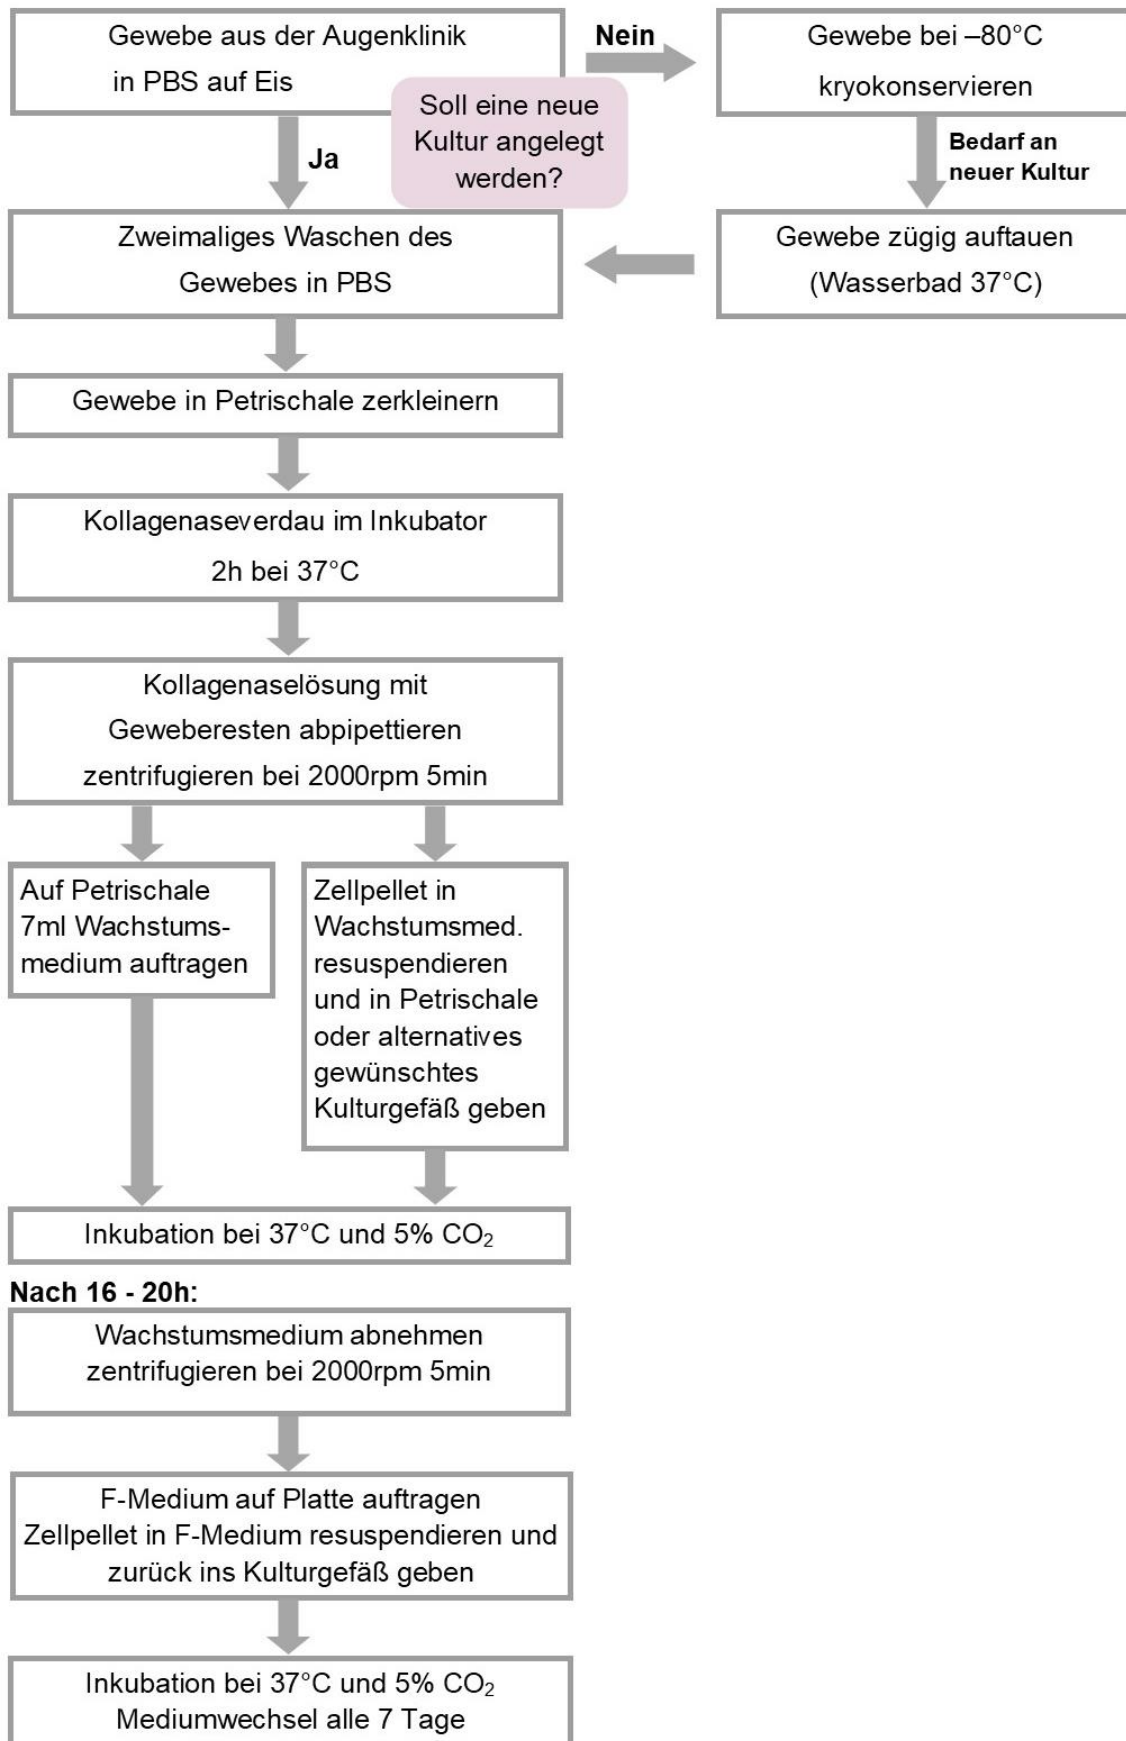 Gewebe aus der Augenklinik
in PBS auf Eis
Nein
Gewebe bei –80°C
kryokonservieren
Soll eine neue
Kultur angelegt
werden?
Ja
Bedarf an
neuer Kultur
Zweimaliges Waschen des
Gewebes in PBS
Gewebe zügig auftauen
(Wasserbad 37°C)
Gewebe in Petrischale zerkleinern
Kollagenaseverdau im Inkubator
2h bei 37°C
Kollagenaselösung mit
Geweberesten abpipettieren
zentrifugieren bei 2000rpm 5min
Auf Petrischale
7ml Wachstums-
medium auftragen
Zellpellet in
Wachstumsmed.
resuspendieren
und in Petrischale
oder alternatives
gewünschtes
Kulturgefäß geben
Inkubation bei 37°C und 5% CO₂
Nach 16 - 20h:
Wachstumsmedium abnehmen
zentrifugieren bei 2000rpm 5min
F-Medium auf Platte auftragen
Zellpellet in F-Medium resuspendieren und
zurück ins Kulturgefäß geben
Inkubation bei 37°C und 5% CO₂
Mediumwechsel alle 7 Tage